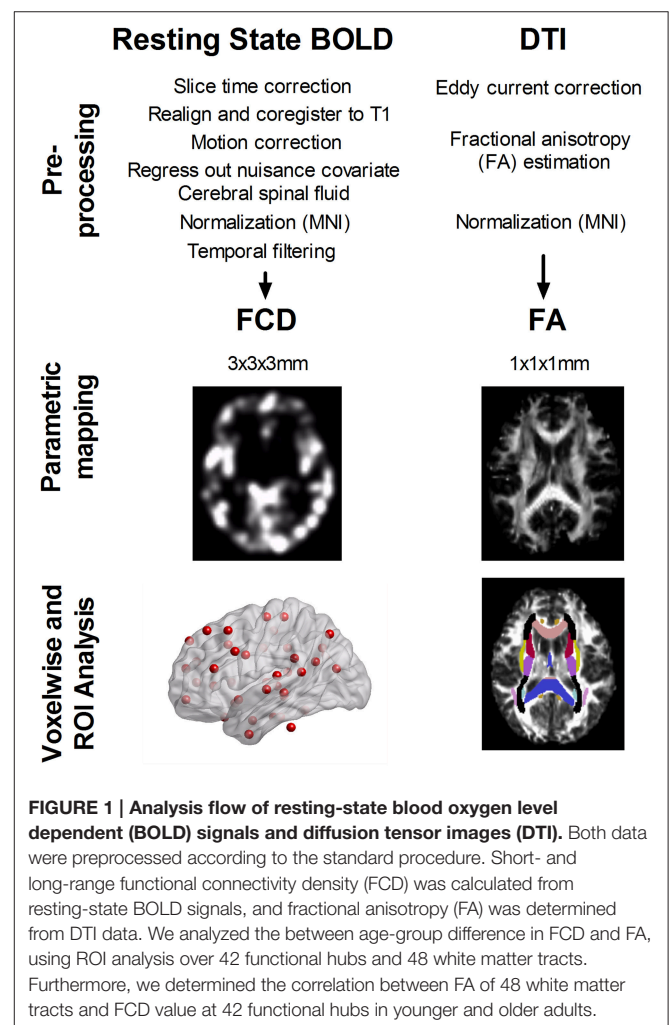 Resting State BOLD
DTI
Pre-
processing
Slice time correction
Realign and coregister to T1
Motion correction
Regress out nuisance covariate
Cerebral spinal fluid
Normalization (MNI)
Temporal filtering
Eddy current correction
Fractional anisotropy
(FA) estimation
Normalization (MNI)
FCD
FA
Parametric
mapping
3x3x3mm
1x1x1mm
Voxelwise and
ROI Analysis
FIGURE 1 | Analysis flow of resting-state blood oxygen level
dependent (BOLD) signals and diffusion tensor images (DTI). Both data
were preprocessed according to the standard procedure. Short- and
long-range functional connectivity density (FCD) was calculated from
resting-state BOLD signals, and fractional anisotropy (FA) was determined
from DTI data. We analyzed the between age-group difference in FCD and FA,
using ROI analysis over 42 functional hubs and 48 white matter tracts.
Furthermore, we determined the correlation between FA of 48 white matter
tracts and FCD value at 42 functional hubs in younger and older adults.